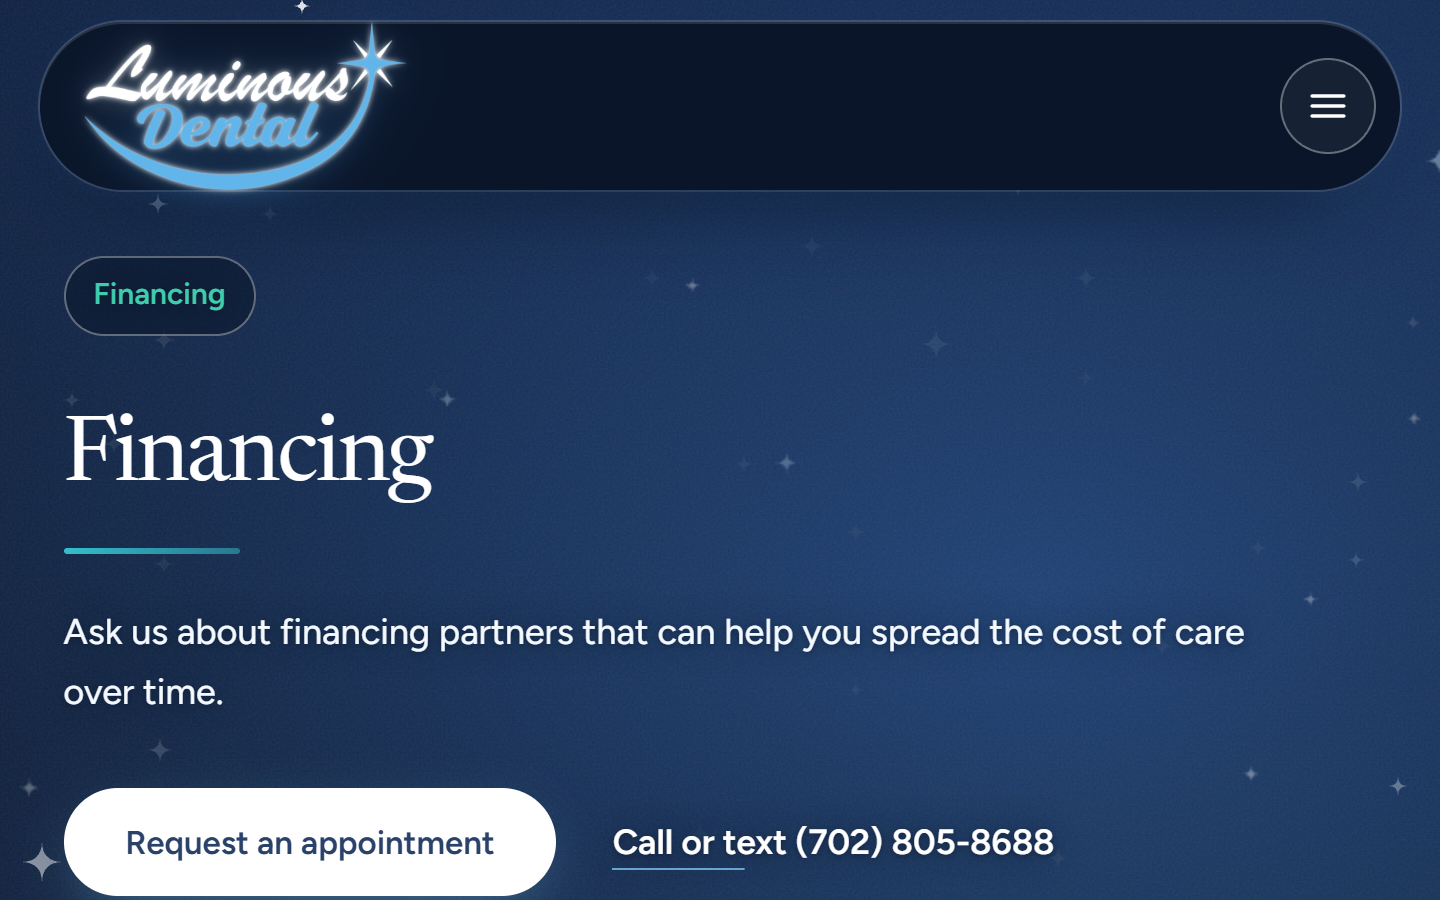 Luminous
Dental
Financing
Financing
Ask us about financing partners that can help you spread the cost of care
over time.
Request an appointment
Call or text (702) 805-8688